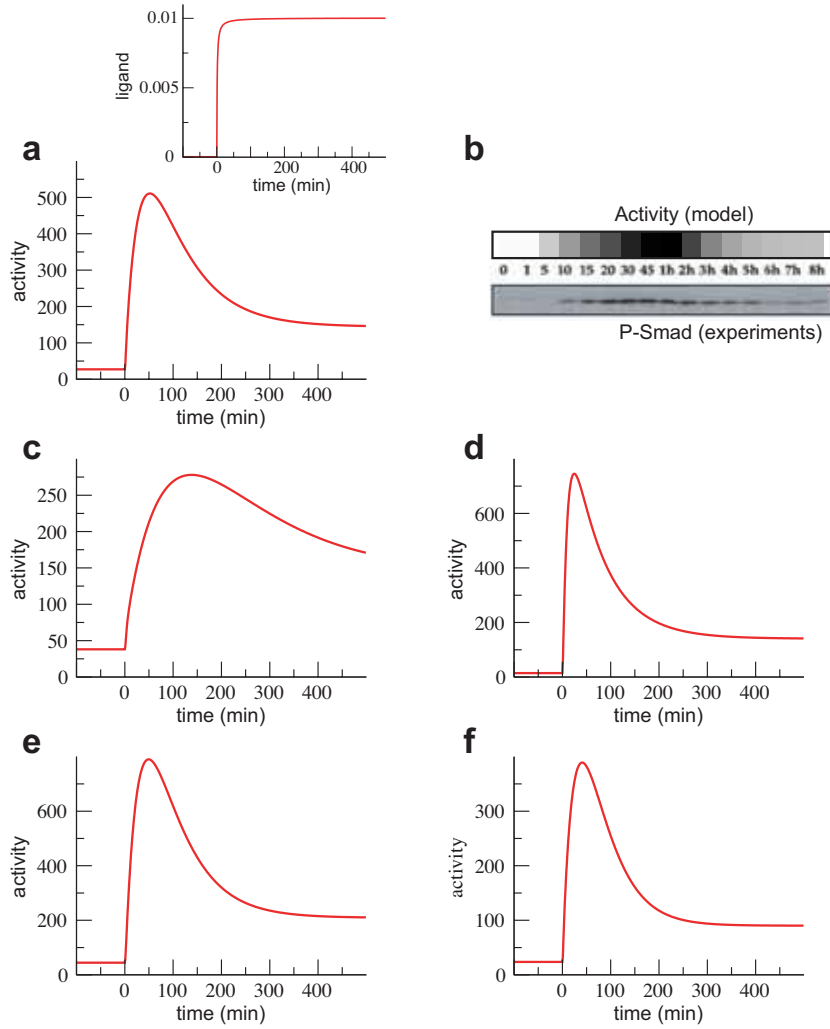 0.01
ligand
0.005
0
0 200 400
time (min)
a
500
400
activity
300
200
100
0
0 100 200 300 400
time (min)
b
Activity (model)
0 1 5 10 15 20 30 45 1h 2h 3h 4h 5h 6h 7h 8h
P-Smad (experiments)
c
250
200
activity
150
100
50
0
0 100 200 300 400
time (min)
d
600
activity
400
200
0
0 100 200 300 400
time (min)
e
600
activity
400
200
0
0 100 200 300 400
time (min)
f
300
activity
200
100
0
0 100 200 300 400
time (min)